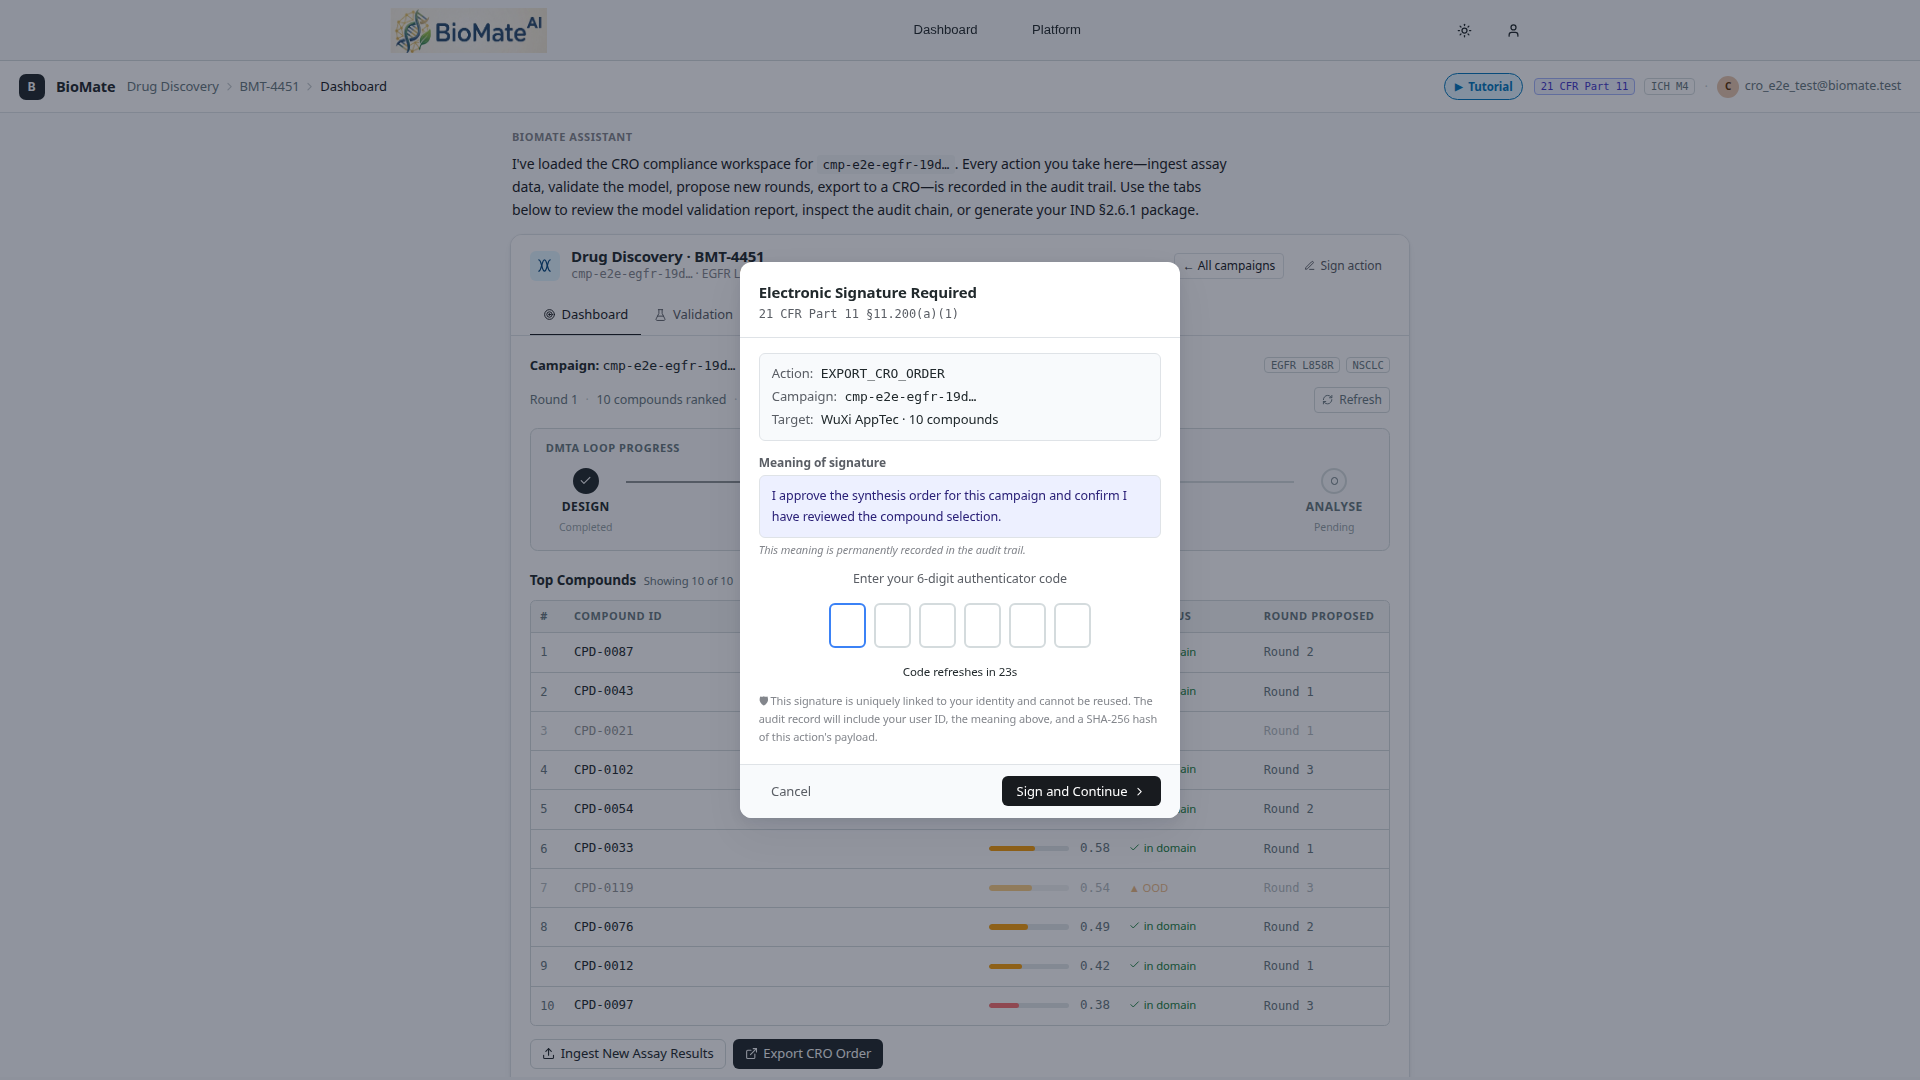 BioMate AI
Dashboard
Platform
B
BioMate
Drug Discovery
BMT-4451
Dashboard
Tutorial
21 CFR Part 11
ICH M4
C
cro_e2e_test@biomate.test
BIOMATE ASSISTANT
I've loaded the CRO compliance workspace for cmp-e2e-egfr-19d… . Every action you take here—ingest assay
data, validate the model, propose new rounds, export to a CRO—is recorded in the audit trail. Use the tabs
below to review the model validation report, inspect the audit chain, or generate your IND §2.6.1 package.
Drug Discovery · BMT-4451
cmp-e2e-egfr-19d… · EGFR L
← All campaigns
Sign action
Dashboard
Validation
Campaign: cmp-e2e-egfr-19d…
EGFR L858R
NSCLC
Round 1 · 10 compounds ranked ·
Refresh
DMTA LOOP PROGRESS
DESIGN
Completed
ANALYSE
Pending
Top Compounds Showing 10 of 10
# COMPOUND ID US ROUND PROPOSED
1 CPD-0087 ain Round 2
2 CPD-0043 ain Round 1
3 CPD-0021 Round 1
4 CPD-0102 ain Round 3
5 CPD-0054 ain Round 2
6 CPD-0033 0.58 in domain Round 1
7 CPD-0119 0.54 ▲ OOD Round 3
8 CPD-0076 0.49 in domain Round 2
9 CPD-0012 0.42 in domain Round 1
10 CPD-0097 0.38 in domain Round 3
Ingest New Assay Results
Export CRO Order
Electronic Signature Required
21 CFR Part 11 §11.200(a)(1)
Action: EXPORT_CRO_ORDER
Campaign: cmp-e2e-egfr-19d…
Target: WuXi AppTec · 10 compounds
Meaning of signature
I approve the synthesis order for this campaign and confirm I
have reviewed the compound selection.
This meaning is permanently recorded in the audit trail.
Enter your 6-digit authenticator code
Code refreshes in 23s
This signature is uniquely linked to your identity and cannot be reused. The
audit record will include your user ID, the meaning above, and a SHA-256 hash
of this action's payload.
Cancel
Sign and Continue